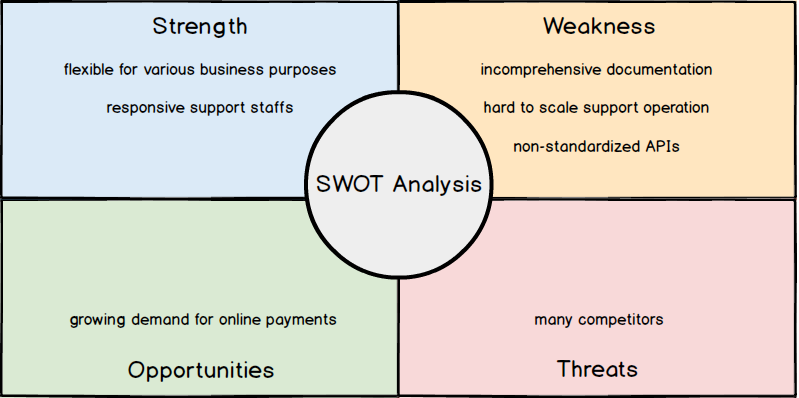 Strength
flexible for various business purposes
responsive support staffs
Weakness
incomprehensive documentation
hard to scale support operation
non-standardized APIs
SWOT Analysis
growing demand for online payments
Opportunities
many competitors
Threats